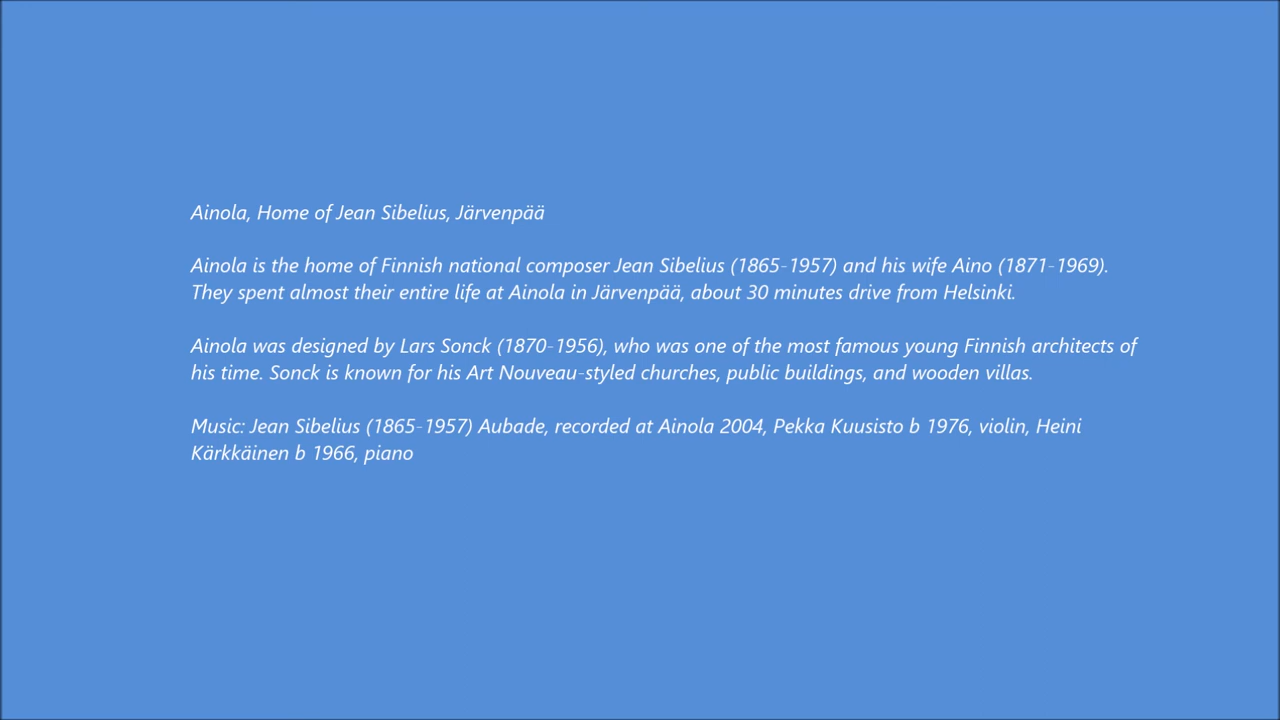 Ainola, Home of Jean Sibelius, Järvenpää
Ainola is the home of Finnish national composer Jean Sibelius (1865-1957) and his wife Aino (1871-1969).
They spent almost their entire life at Ainola in Järvenpää, about 30 minutes drive from Helsinki.
Ainola was designed by Lars Sonck (1870-1956), who was one of the most famous young Finnish architects of
his time. Sonck is known for his Art Nouveau-styled churches, public buildings, and wooden villas.
Music: Jean Sibelius (1865-1957) Aubade, recorded at Ainola 2004, Pekka Kuusisto b 1976, violin, Heini
Kärkkäinen b 1966, piano